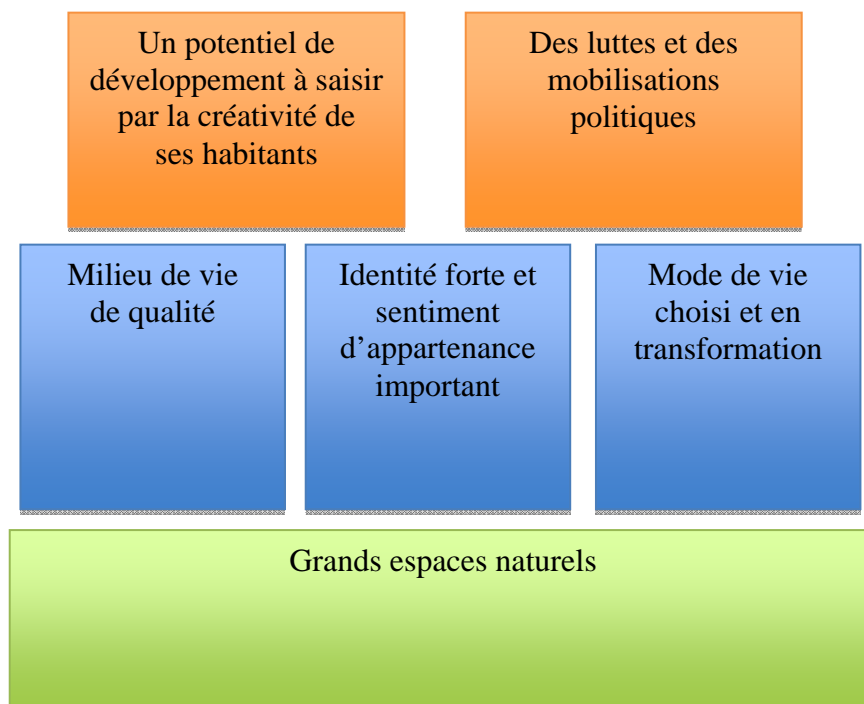 Un potentiel de
développement à saisir
par la créativité de
ses habitants
Des luttes et des
mobilisations
politiques
Milieu de vie
de qualité
Identité forte et
sentiment
d’appartenance
important
Mode de vie
choisi et en
transformation
Grands espaces naturels